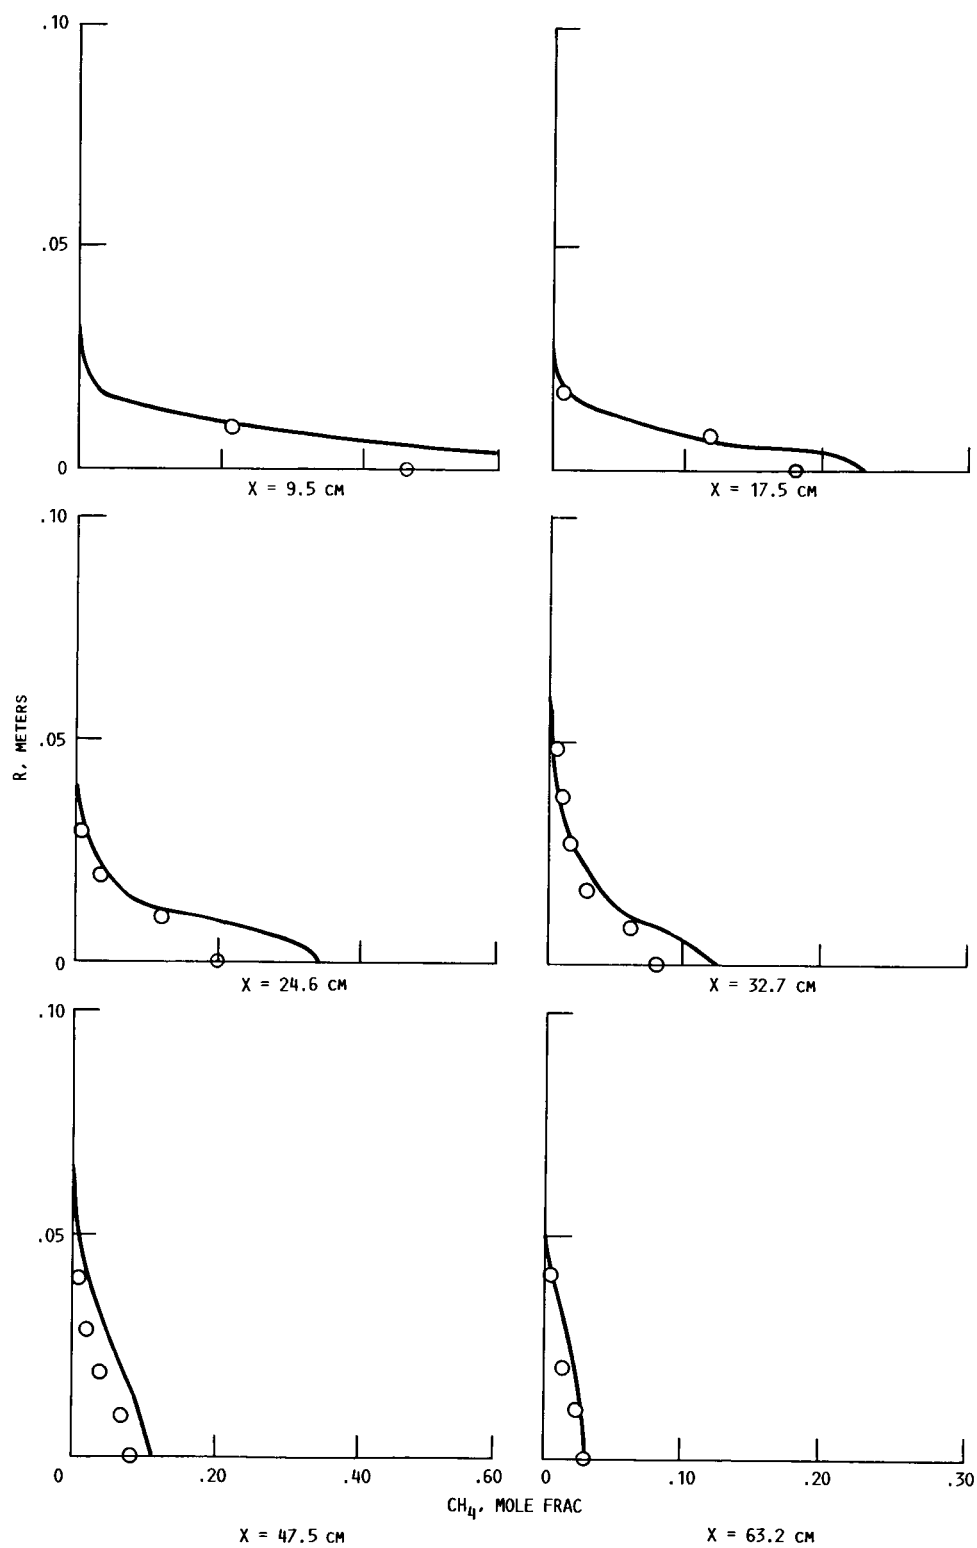 .10
.05
0
X = 9.5 CM
X = 17.5 CM
.10
R, METERS
.05
0
X = 24.6 CM
X = 32.7 CM
.10
.05
0 .20 .40 .60
0 .10 .20 .30
CH4, MOLE FRAC
X = 47.5 CM
X = 63.2 CM